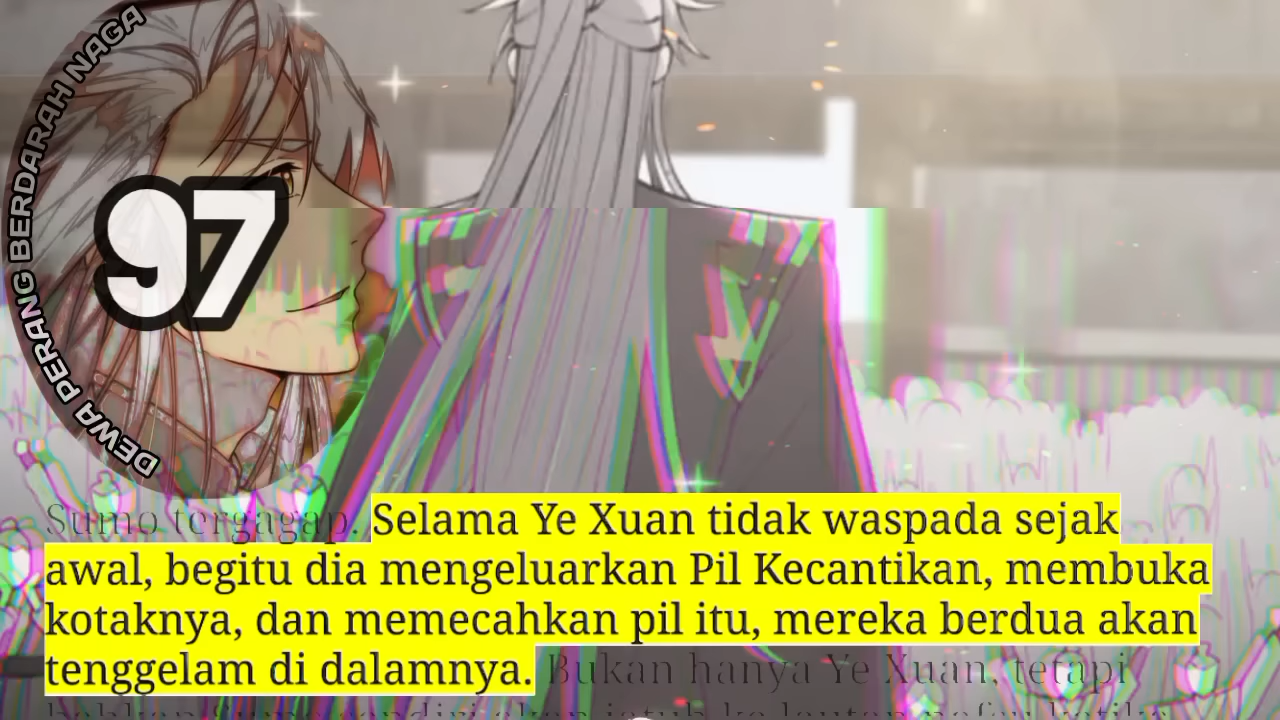 DEWA PERANG BERDARAH NAGA
97
Sumo tergagap. Selama Ye Xuan tidak waspada sejak
awal, begitu dia mengeluarkan Pil Kecantikan, membuka
kotaknya, dan memecahkan pil itu, mereka berdua akan
tenggelam di dalamnya. Bukan hanya Ye Xuan, tetapi